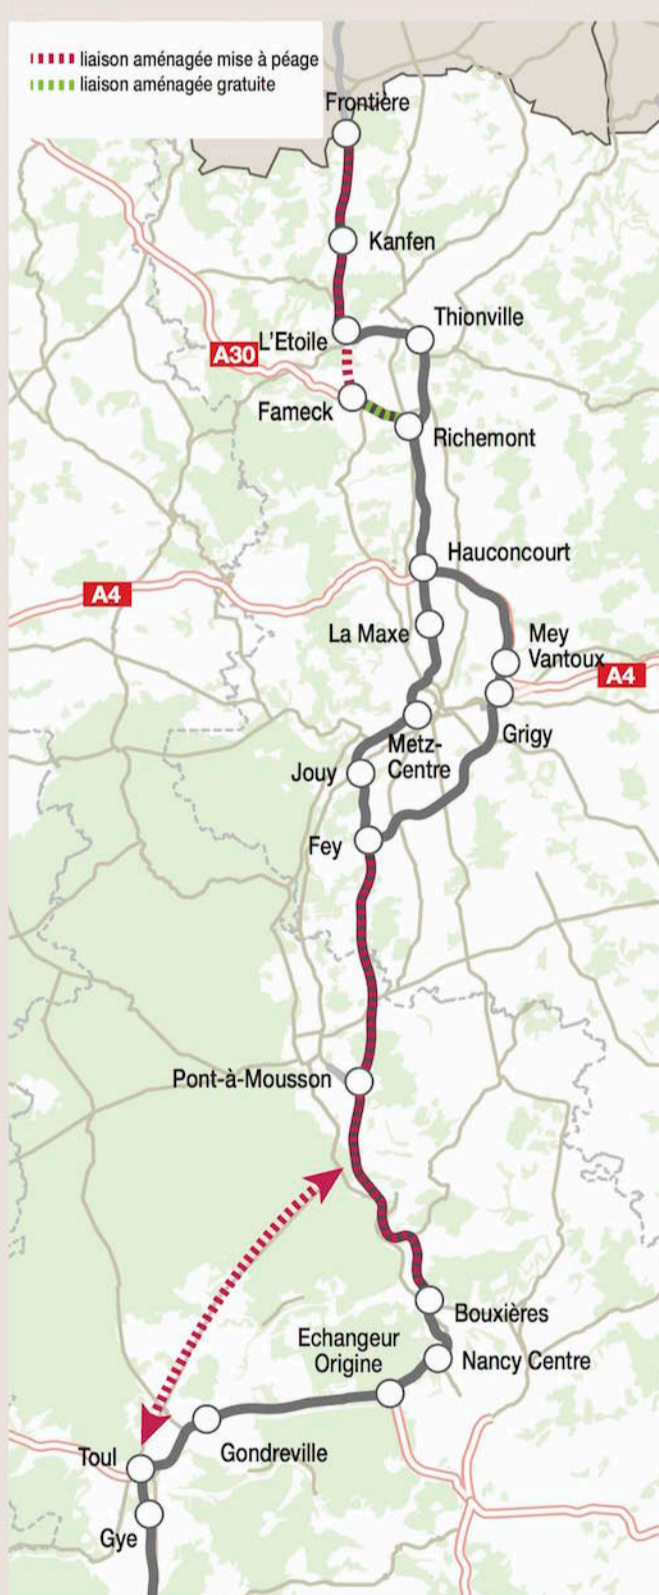 liaison aménagée mise à péage
liaison aménagée gratuite
Frontière
Kanfen
Thionville
L'Etoile
A30
Fameck
Richemont
Hauconcourt
A4
La Maxe
Mey
Vantoux
A4
Grigy
Metz-
Centre
Jouy
Fey
Pont-à-Mousson
Bouxières
Echangeur
Origine
Nancy Centre
Gondreville
Toul
Gye